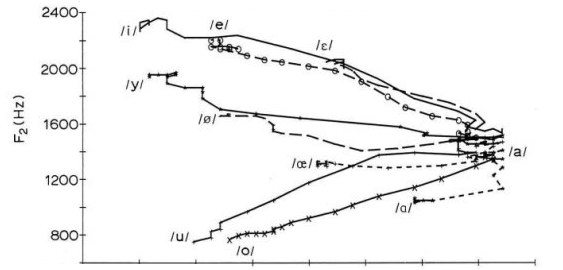 2400
/i/
/e/
/ɛ/
2000
/y/
F₂ (Hz)
1600
/ø/
/œ/
/a/
1200
/ɑ/
800
/u/
/o/